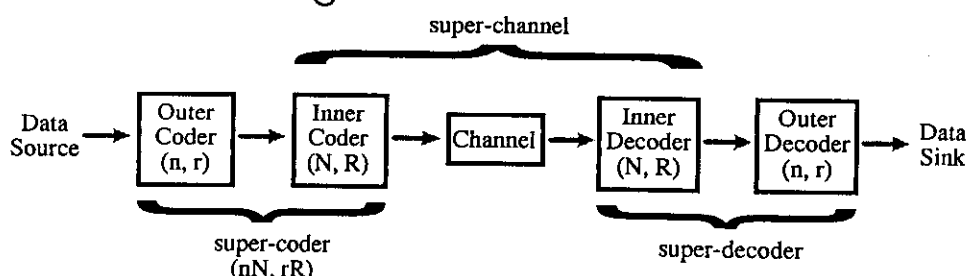 super-channel
Data
Source
Outer
Coder
(n, r)
Inner
Coder
(N, R)
Channel
Inner
Decoder
(N, R)
Outer
Decoder
(n, r)
Data
Sink
super-coder
(nN, rR)
super-decoder